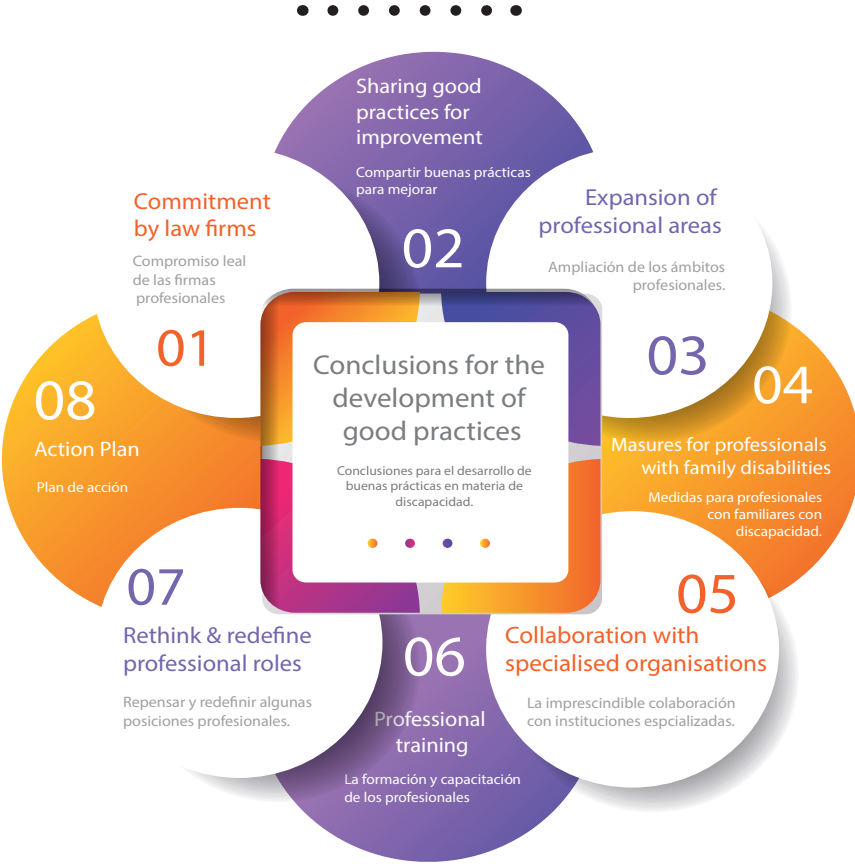 Conclusions for the
development of
good practices
Conclusiones para el desarrollo de
buenas prácticas en materia de
discapacidad.
Commitment
by law firms
Compromiso leal
de las firmas
profesionales
01
Sharing good
practices for
improvement
Compartir buenas prácticas
para mejorar
02
Expansion of
professional areas
Ampliación de los ámbitos
profesionales.
03
04
Masures for professionals
with family disabilities
Medidas para profesionales
con familiares con
discapacidad.
05
Collaboration with
specialised organisations
La imprescindible colaboración
con instituciones espcializadas.
06
Professional
training
La formación y capacitación
de los profesionales
07
Rethink & redefine
professional roles
Repensar y redefinir algunas
posiciones profesionales.
08
Action Plan
Plan de acción